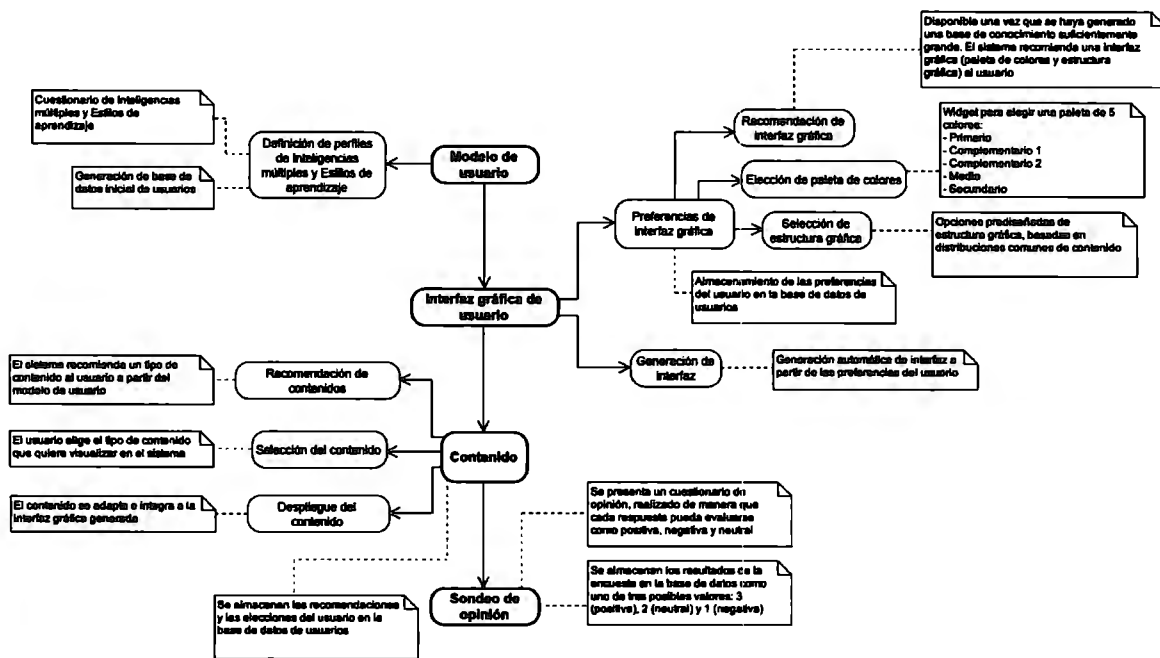 Disponible una vez que se haya generado
una base de conocimiento suficientemente
grande. El sistema recomienda una interfaz
gráfica (paleta de colores y estructura
gráfica) al usuario
Cuestionario de Inteligencias
múltiples y Estilos de
aprendizaje
Generación de base de
datos inicial de usuarios
Definición de perfiles
de Inteligencias
múltiples y Estilos de
aprendizaje
Modelo de
usuario
Recomendación de
interfaz gráfica
Widget para elegir una paleta de 5
colores:
- Primario
- Complementario 1
- Complementario 2
- Medio
- Secundario
Elección de paleta de colores
Preferencias de
interfaz gráfica
Selección de
estructura gráfica
Opciones prediseñadas de
estructura gráfica, basadas en
distribuciones comunes de contenido
Almacenamiento de las preferencias
del usuario en la base de datos de
usuarios
Interfaz gráfica de
usuario
Generación de
interfaz
Generación automática de interfaz a
partir de las preferencias del usuario
El sistema recomienda un tipo de
contenido al usuario a partir del
modelo de usuario
Recomendación de
contenidos
El usuario elige el tipo de contenido
que quiere visualizar en el sistema
Selección del contenido
Contenido
El contenido se adapta e integra a la
interfaz gráfica generada
Despliegue del
contenido
Se presenta un cuestionario de
opinión, realizado de manera que
cada respuesta pueda evaluarse
como positiva, negativa y neutral
Se almacenan los resultados de la
encuesta en la base de datos como
uno de tres posibles valores: 3
(positiva), 2 (neutral) y 1 (negativa)
Sondeo de
opinión
Se almacenan las recomendaciones
y las elecciones del usuario en la
base de datos de usuarios